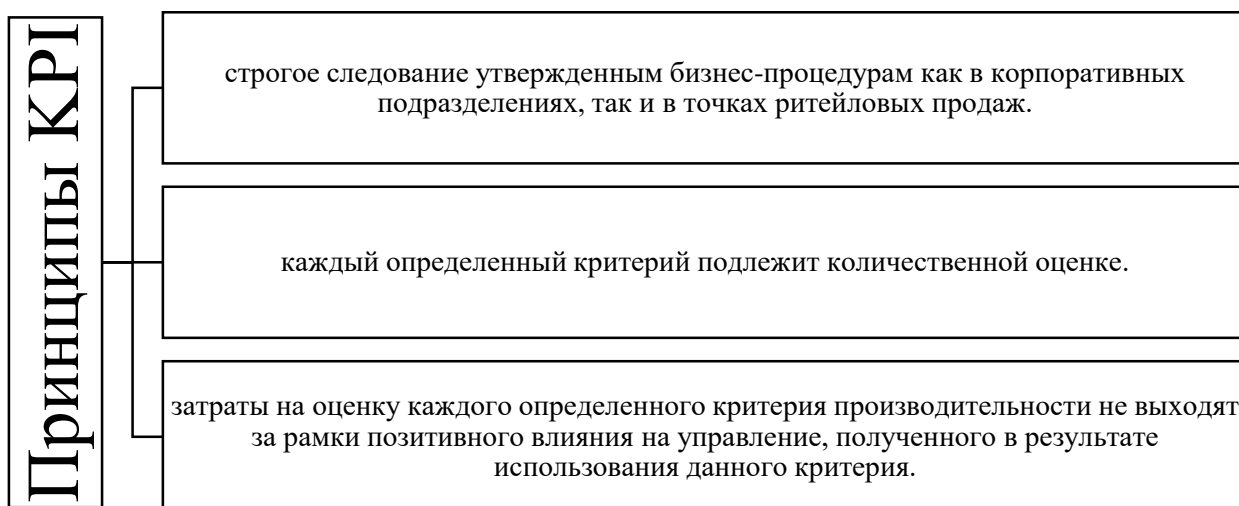 Принципы KPI
строгое следование утвержденным бизнес-процедурам как в корпоративных
подразделениях, так и в точках ритейловых продаж.
каждый определенный критерий подлежит количественной оценке.
затраты на оценку каждого определенного критерия производительности не выходят
за рамки позитивного влияния на управление, полученного в результате
использования данного критерия.